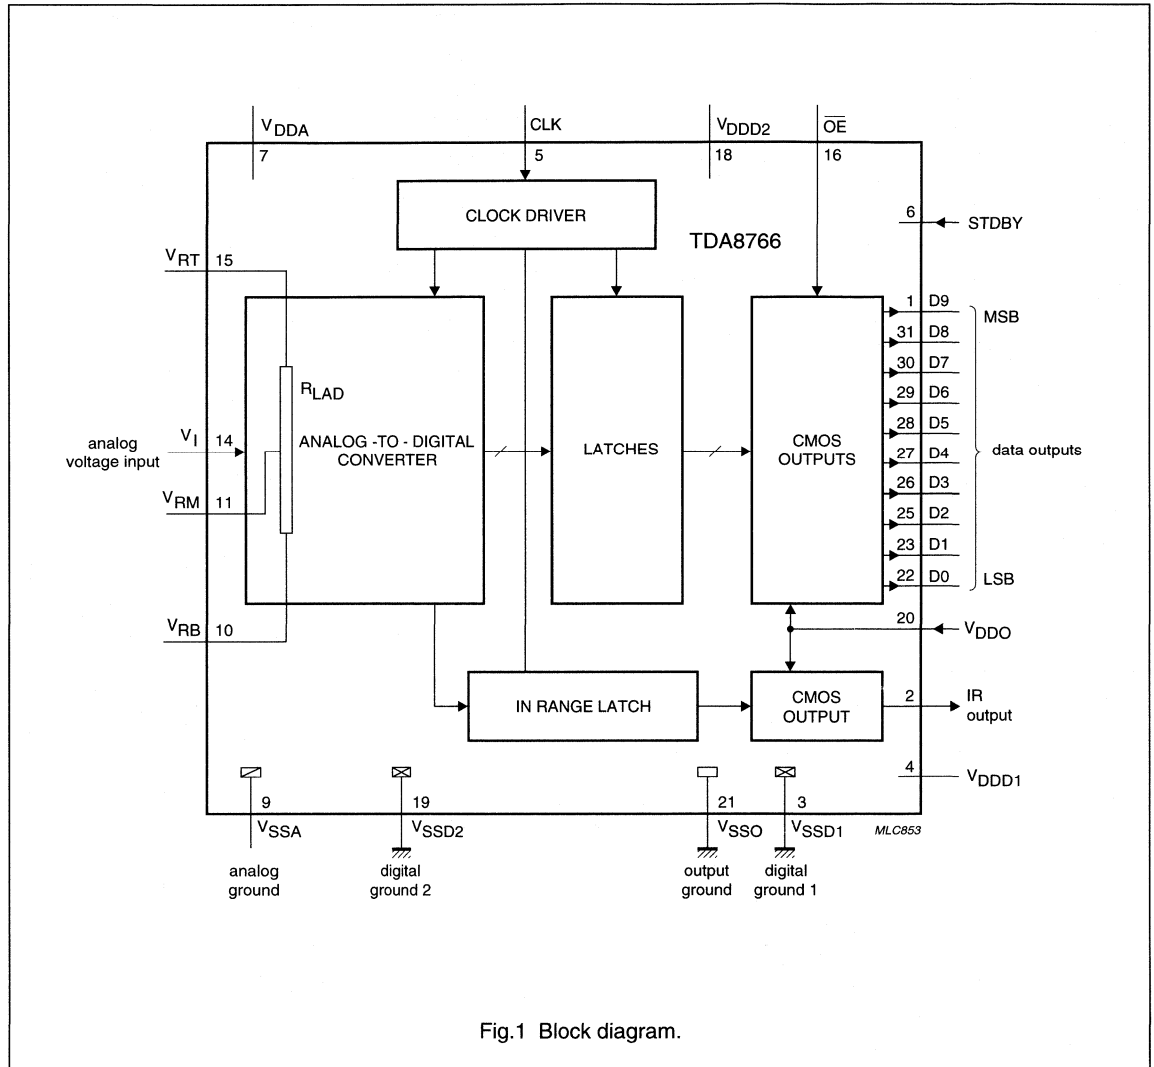 VDDA CLK VDDD2 OE
7 5 18 16
CLOCK DRIVER
TDA8766
6 STDBY
VRT 15
1 D9 MSB
31 D8
30 D7
29 D6
28 D5
27 D4
26 D3
25 D2
23 D1
22 D0 LSB
data outputs
RLAD
ANALOG -TO - DIGITAL
CONVERTER
LATCHES
CMOS
OUTPUTS
analog
voltage input
VI 14
VRM 11
VRB 10
20 VDDO
IN RANGE LATCH
CMOS
OUTPUT
2 IR
output
4 VDDD1
9 19 21 3
VSSA VSSD2 VSSO VSSD1
MLC853
analog
ground
digital
ground 2
output
ground
digital
ground 1
Fig.1 Block diagram.